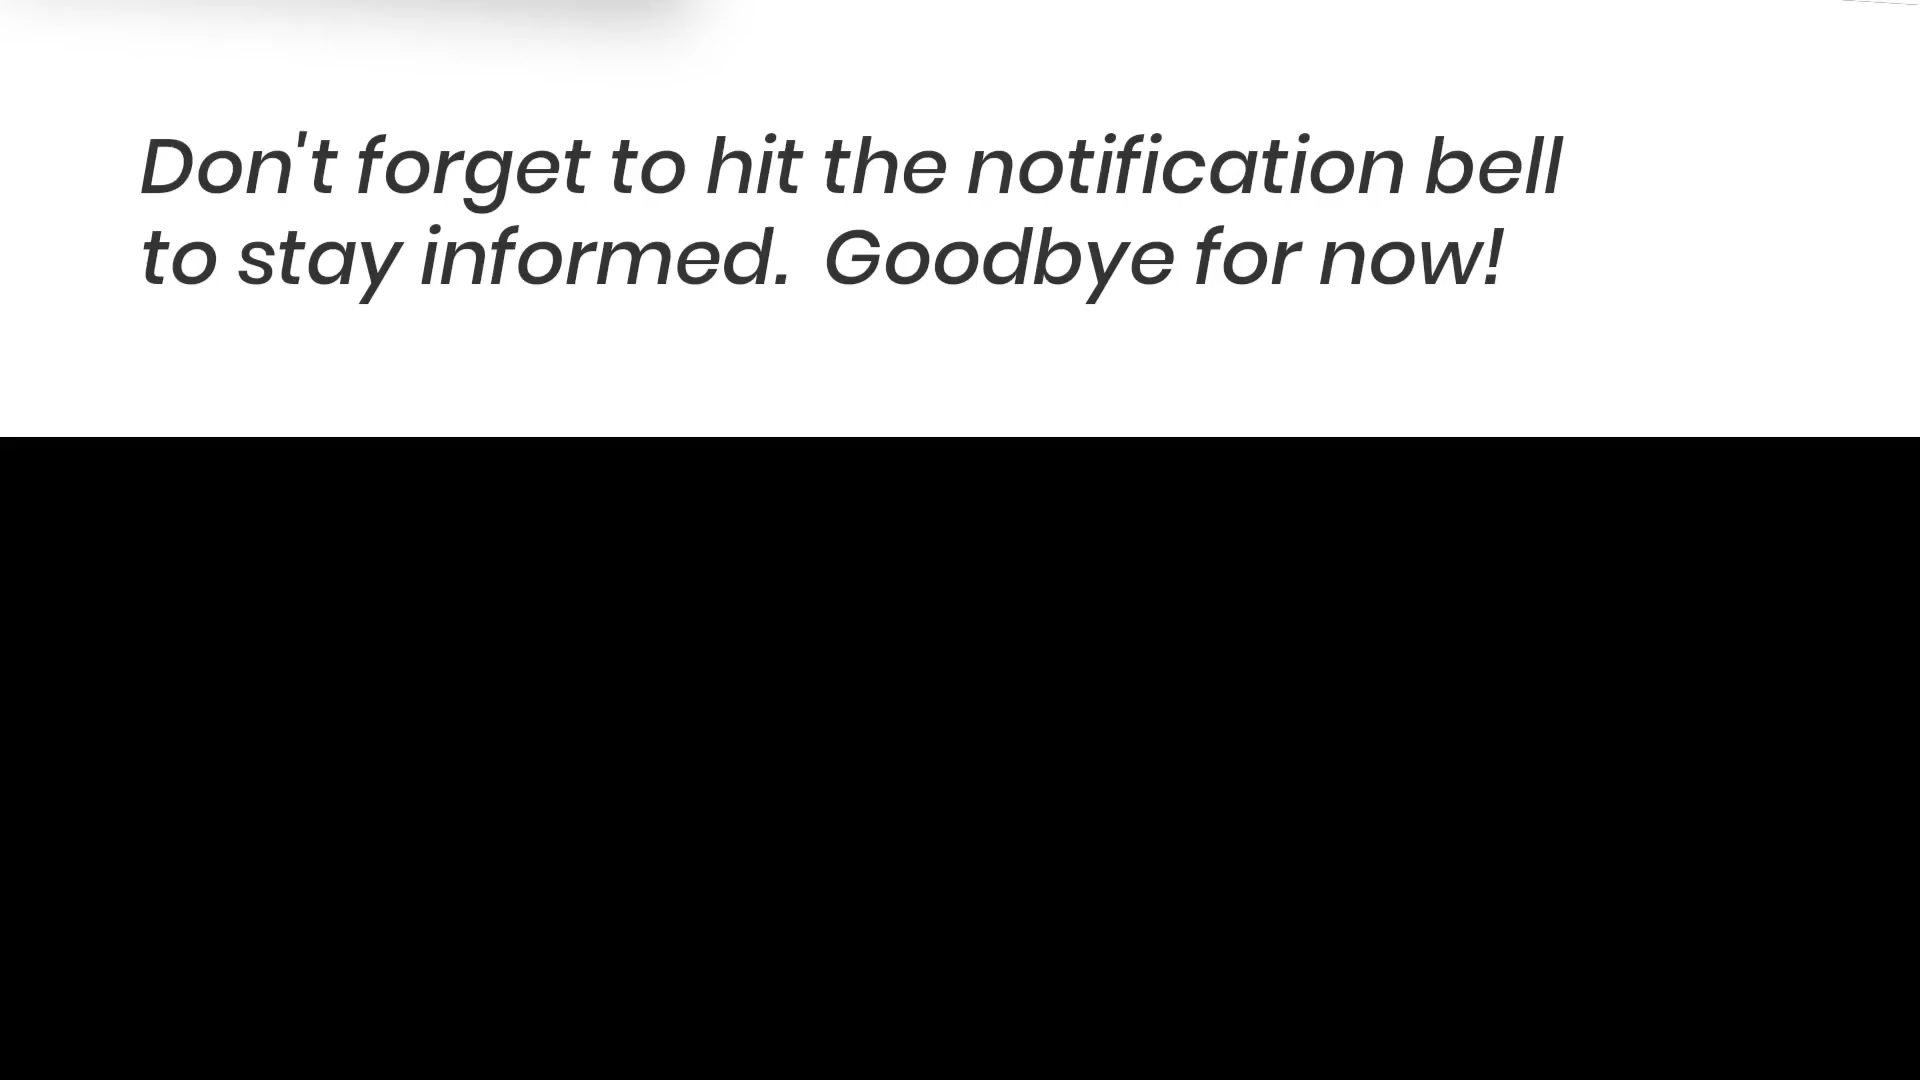 Don't forget to hit the notification bell
to stay informed.  Goodbye for now!